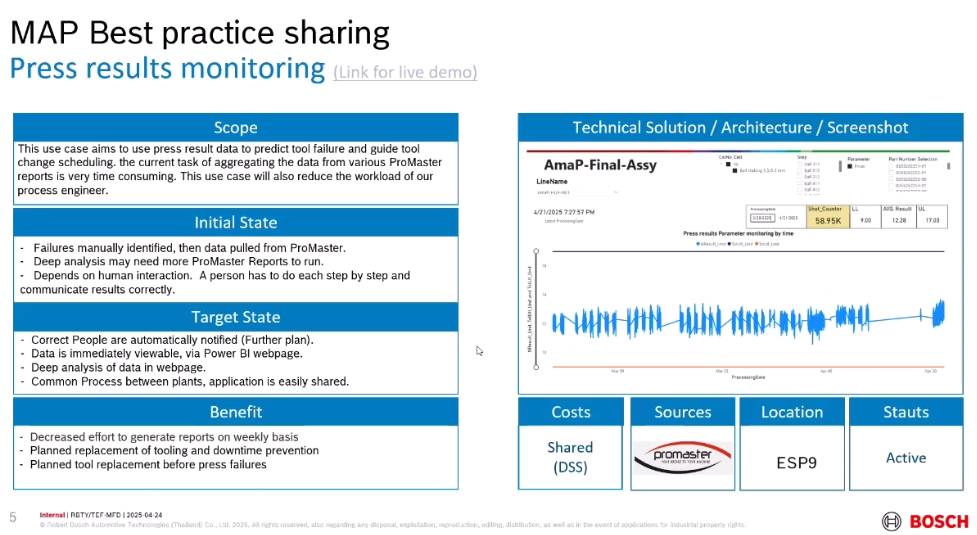 MAP Best practice sharing
Press results monitoring (Link for live demo)
Scope
This use case aims to use press result data to predict tool failure and guide tool
change scheduling. the current task of aggregating the data from various ProMaster
reports is very time consuming. This use case will also reduce the workload of our
process engineer.
Initial State
- Failures manually identified, then data pulled from ProMaster.
- Deep analysis may need more ProMaster Reports to run.
- Depends on human interaction. A person has to do each step by step and
communicate results correctly.
Target State
- Correct People are automatically notified (Further plan).
- Data is immediately viewable, via Power BI webpage.
- Deep analysis of data in webpage.
- Common Process between plants, application is easily shared.
Benefit
- Decreased effort to generate reports on weekly basis
- Planned replacement of tooling and downtime prevention
- Planned tool replacement before press failures
Technical Solution / Architecture / Screenshot
AmaP-Final-Assy
LineName
CellNo, Cell
Step
Parameter
Part Number Selection
4/21/2025 7:27:57 PM
Latest ProcessingDate
ProcessingDate
4/21/2025
Shot_Counter
58.95K
LL
9.00
AVG. Result
12.28
UL
17.00
Press results Parameter monitoring by time
ProcessingDate
Costs
Shared
(DSS)
Sources
promaster
Location
ESP9
Stauts
Active
5
Internal | RBTY/TEF-MFD | 2025-04-24
© Robert Bosch Automotive Technologies (Thailand) Co., Ltd. 2025. All rights reserved, also regarding any disposal, exploitation, reproduction, editing, distribution, as well as in the event of applications for industrial property rights.
BOSCH